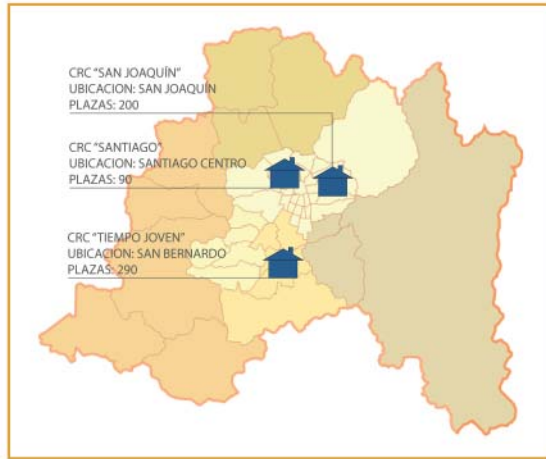 CRC "SAN JOAQUÍN"
UBICACION: SAN JOAQUÍN
PLAZAS: 200
CRC "SANTIAGO"
UBICACION: SANTIAGO CENTRO
PLAZAS: 90
CRC "TIEMPO JOVEN"
UBICACION: SAN BERNARDO
PLAZAS: 290